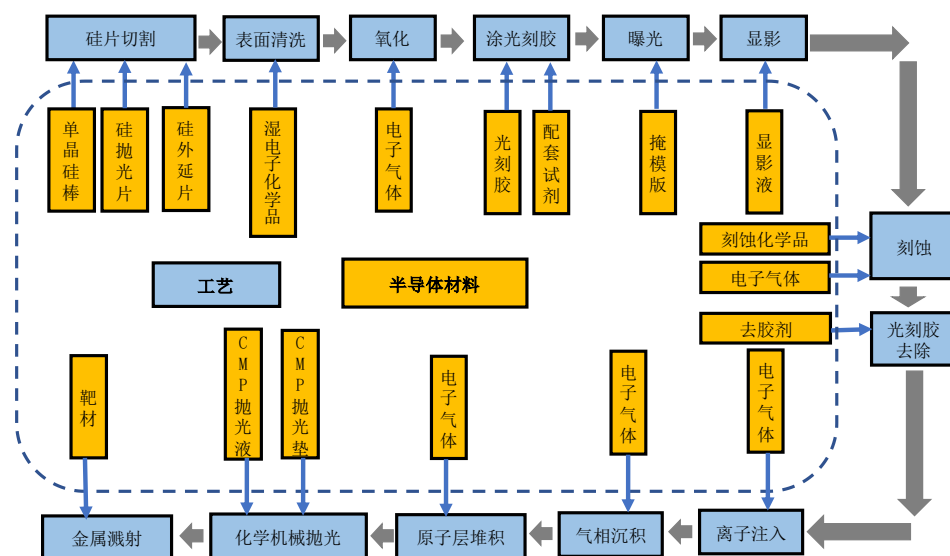 硅片切割
表面清洗
氧化
涂光刻胶
曝光
显影
单晶硅棒
硅抛光片
硅外延片
湿电子化学品
电子气体
光刻胶
配套试剂
掩模版
显影液
刻蚀化学品
刻蚀
电子气体
工艺
半导体材料
去胶剂
光刻胶
去除
靶材
CMP抛光液
CMP抛光垫
电子气体
电子气体
电子气体
金属溅射
化学机械抛光
原子层堆积
气相沉积
离子注入